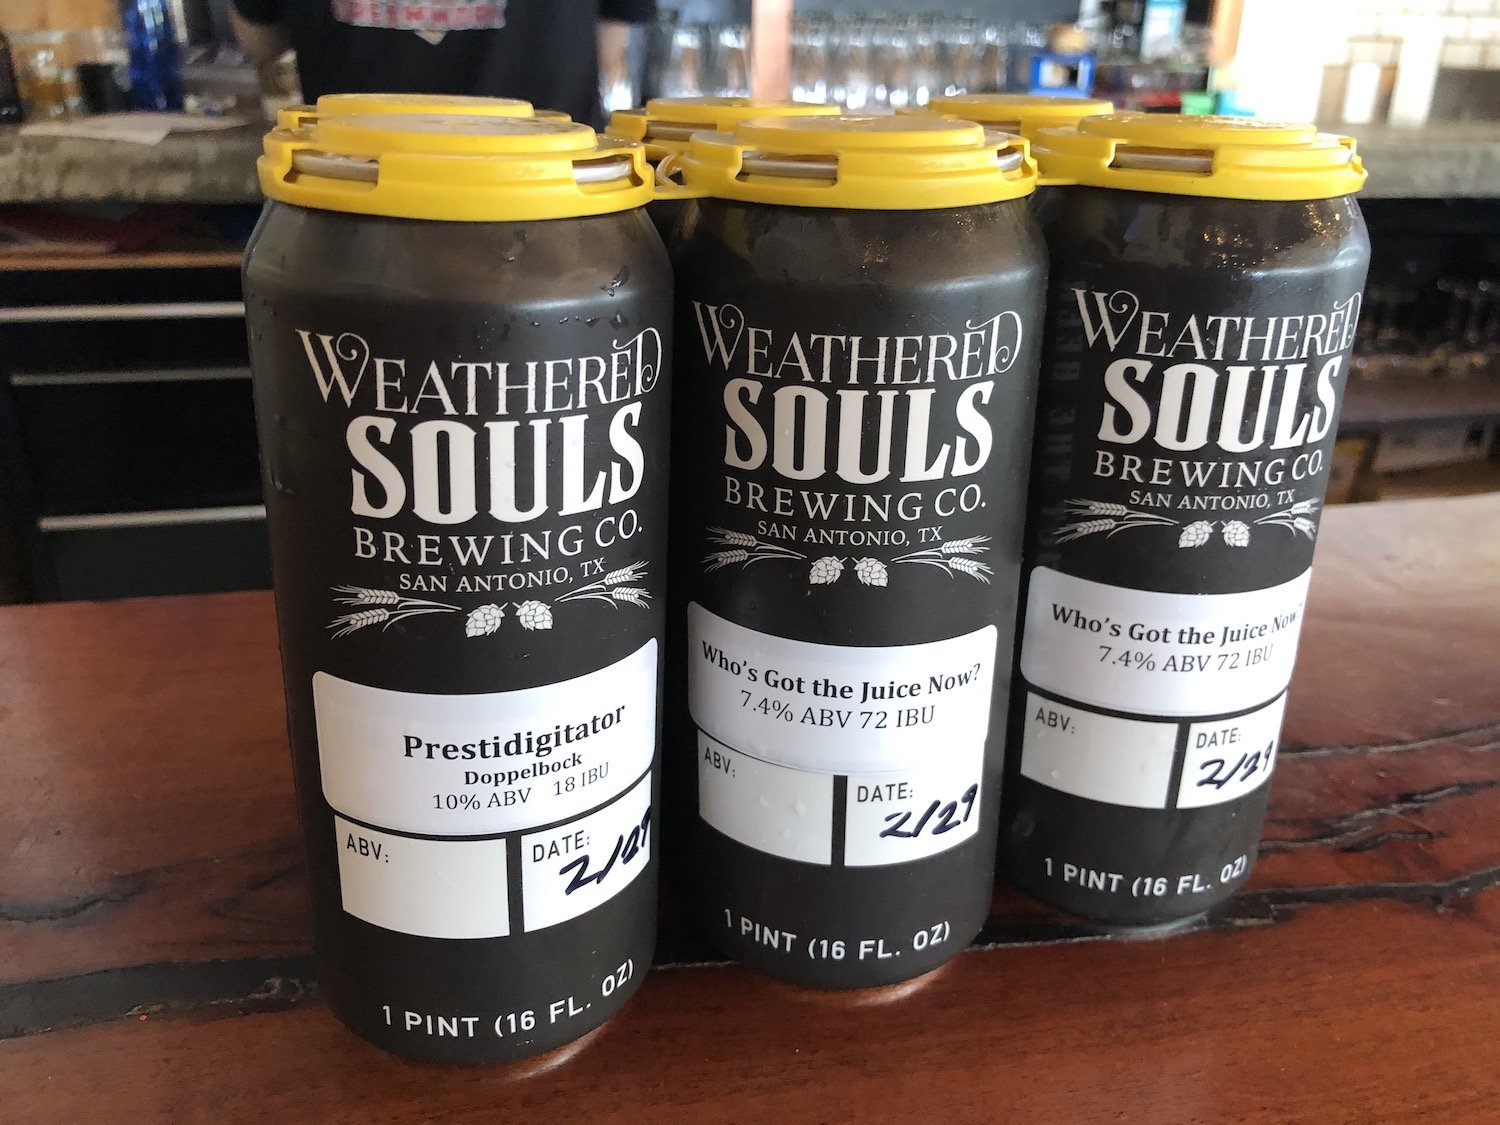 WEATHERED
SOULS
BREWING CO.
SAN ANTONIO, TX
Prestidigitator
Doppelbock
10% ABV 18 IBU
ABV:
DATE:
2/29
1 PINT (16 FL. OZ)
WEATHERED
SOULS
BREWING CO.
SAN ANTONIO, TX
Who's Got the Juice Now?
7.4% ABV 72 IBU
ABV:
DATE:
2/29
1 PINT (16 FL. OZ)
WEATHERED
SOULS
BREWING CO.
SAN ANTONIO, TX
Who's Got the Juice Now?
7.4% ABV 72 IBU
ABV:
DATE:
2/29
1 PINT (16 FL. OZ)